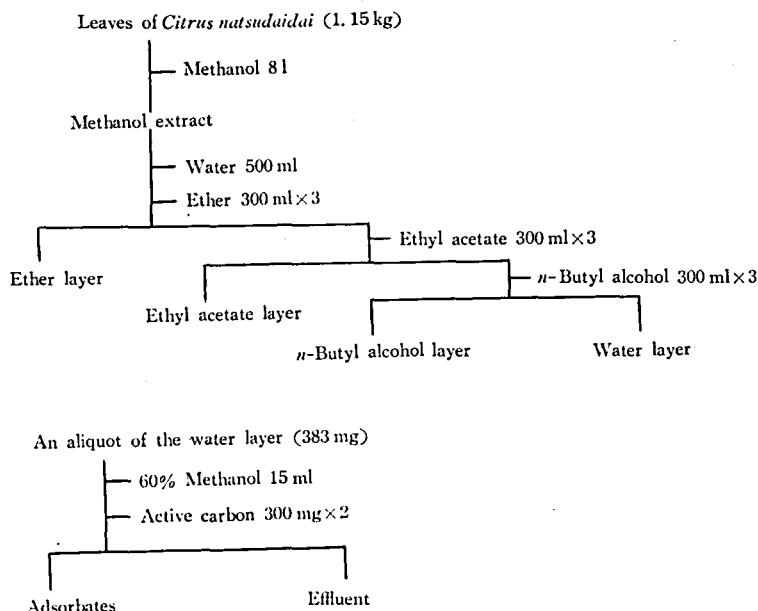 Leaves of Citrus natsudaidai (1.15 kg)
Methanol 8 l
Methanol extract
Water 500 ml
Ether 300 ml×3
Ethyl acetate 300 ml×3
Ether layer
n-Butyl alcohol 300 ml×3
Ethyl acetate layer
n-Butyl alcohol layer
Water layer
An aliquot of the water layer (383 mg)
60% Methanol 15 ml
Active carbon 300 mg×2
Adsorbates
Effluent